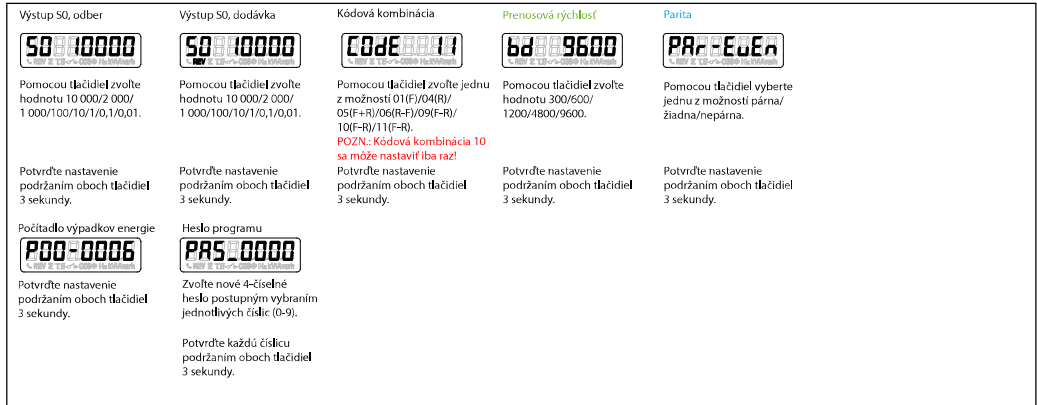 Výstup S0, odber
S0 10000
Pomocou tlačidiel zvoľte
hodnotu 10 000/2 000/
1 000/100/10/1/0,1/0,01.
Potvrďte nastavenie
podržaním oboch tlačidiel
3 sekundy.
Výstup S0, dodávka
S0 10000
REV
Pomocou tlačidiel zvoľte
hodnotu 10 000/2 000/
1 000/100/10/1/0,1/0,01.
Potvrďte nastavenie
podržaním oboch tlačidiel
3 sekundy.
Kódová kombinácia
C0dE 11
Pomocou tlačidiel zvoľte jednu
z možností 01(F)/04(R)/
05(F+R)/06(R-F)/09(F-R)/
10(F-R)/11(F-R).
POZN.: Kódová kombinácia 10
sa môže nastaviť iba raz!
Potvrďte nastavenie
podržaním oboch tlačidiel
3 sekundy.
Prenosová rýchlosť
bd 9600
Pomocou tlačidiel zvoľte
hodnotu 300/600/
1200/4800/9600.
Potvrďte nastavenie
podržaním oboch tlačidiel
3 sekundy.
Parita
PAr-EuEn
Pomocou tlačidiel vyberte
jednu z možností párna/
žiadna/nepárna.
Potvrďte nastavenie
podržaním oboch tlačidiel
3 sekundy.
Počítadlo výpadkov energie
P00-0006
Potvrďte nastavenie
podržaním oboch tlačidiel
3 sekundy.
Heslo programu
PAS_0000
Zvoľte nové 4-číselné
heslo postupným vybraním
jednotlivých číslic (0-9).
Potvrďte každú číslicu
podržaním oboch tlačidiel
3 sekundy.